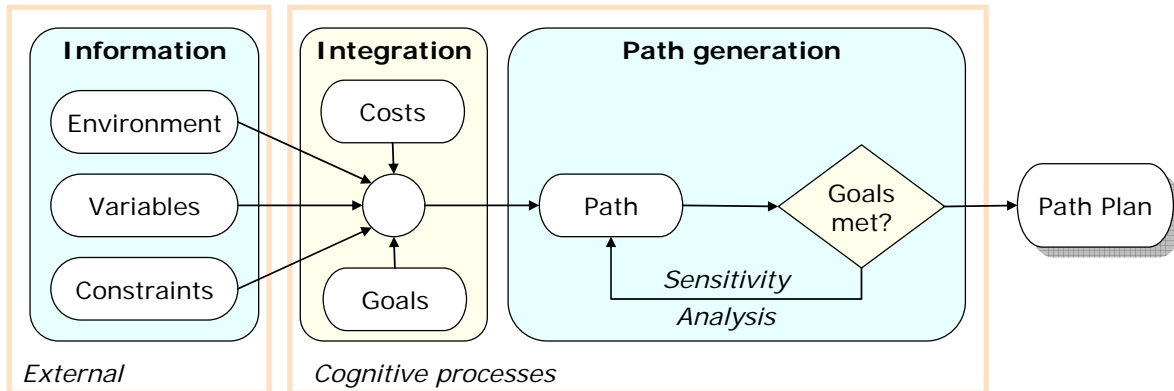 Information
Environment
Variables
Constraints
External
Integration
Costs
Goals
Path generation
Path
Goals
met?
Sensitivity
Analysis
Cognitive processes
Path Plan